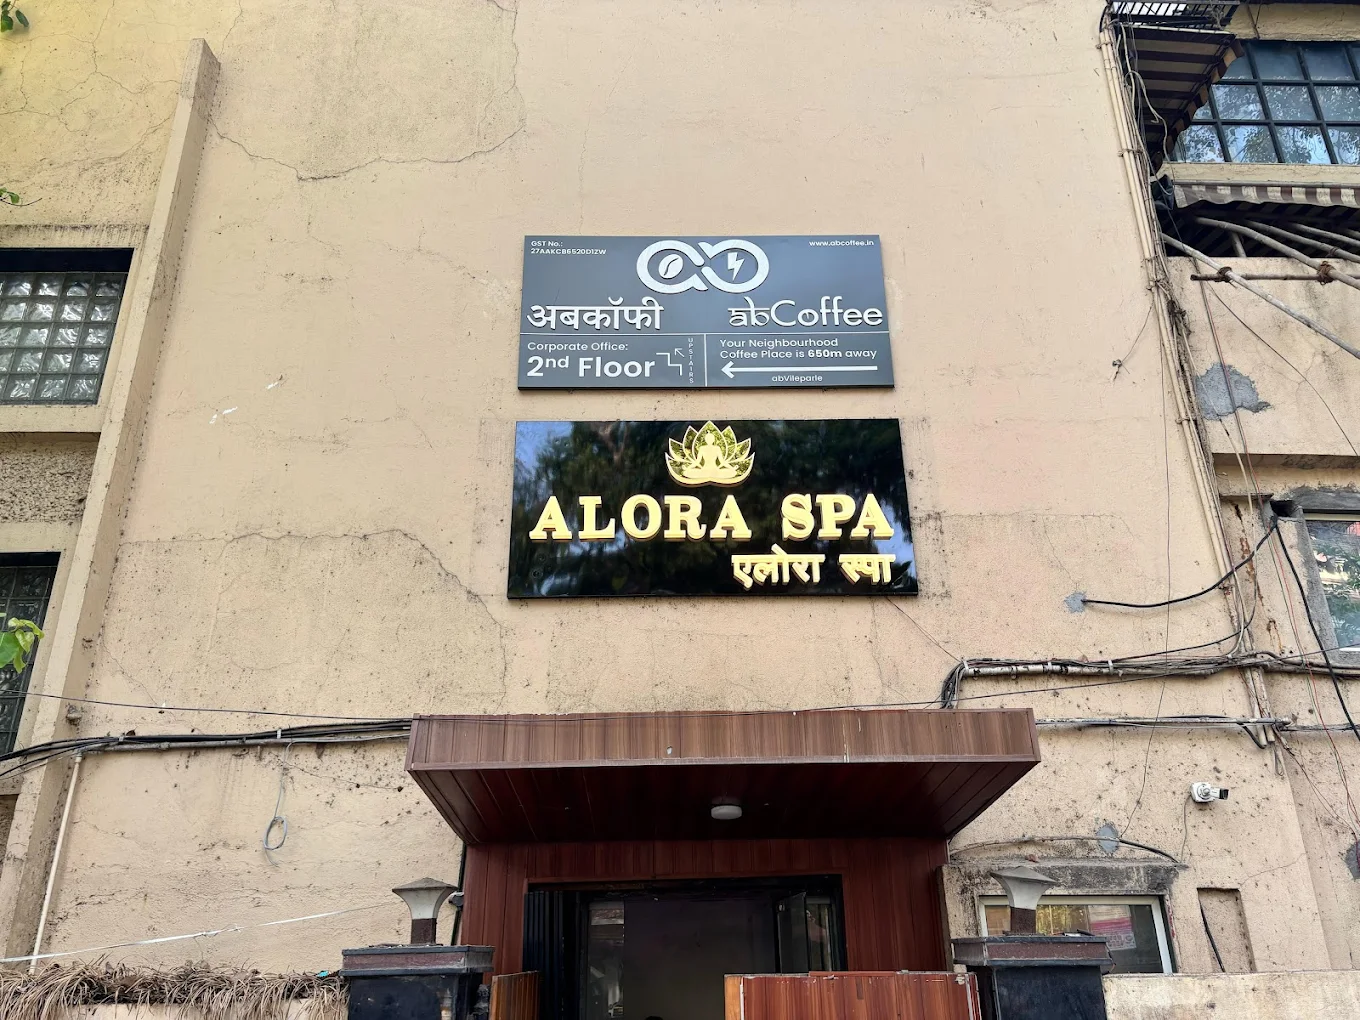 GST No.:
27AAKCB6520D1ZW
www.abcoffee.in
अबकॉफी
abCoffee
Corporate Office:
2nd Floor
UPSTAIRS
Your Neighbourhood
Coffee Place is 650m away
abVileparle
ALORA SPA
एलोरा स्पा